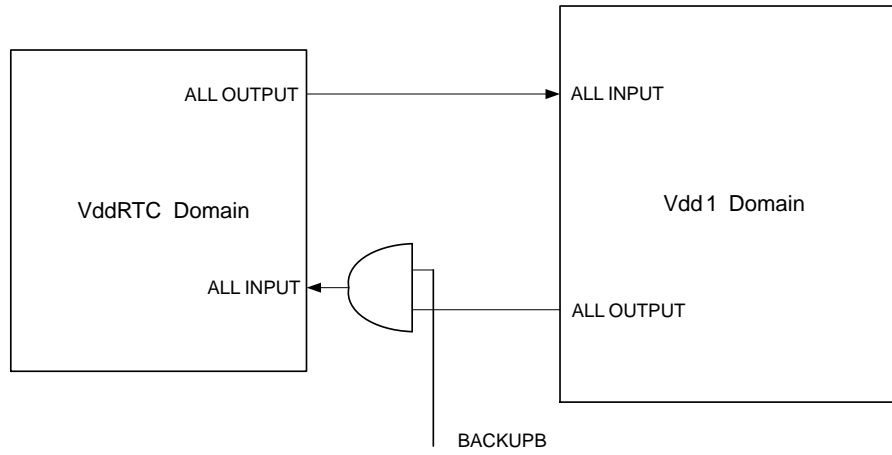 ALL OUTPUT
ALL INPUT
VddRTC Domain
Vdd1 Domain
ALL INPUT
ALL OUTPUT
BACKUPB